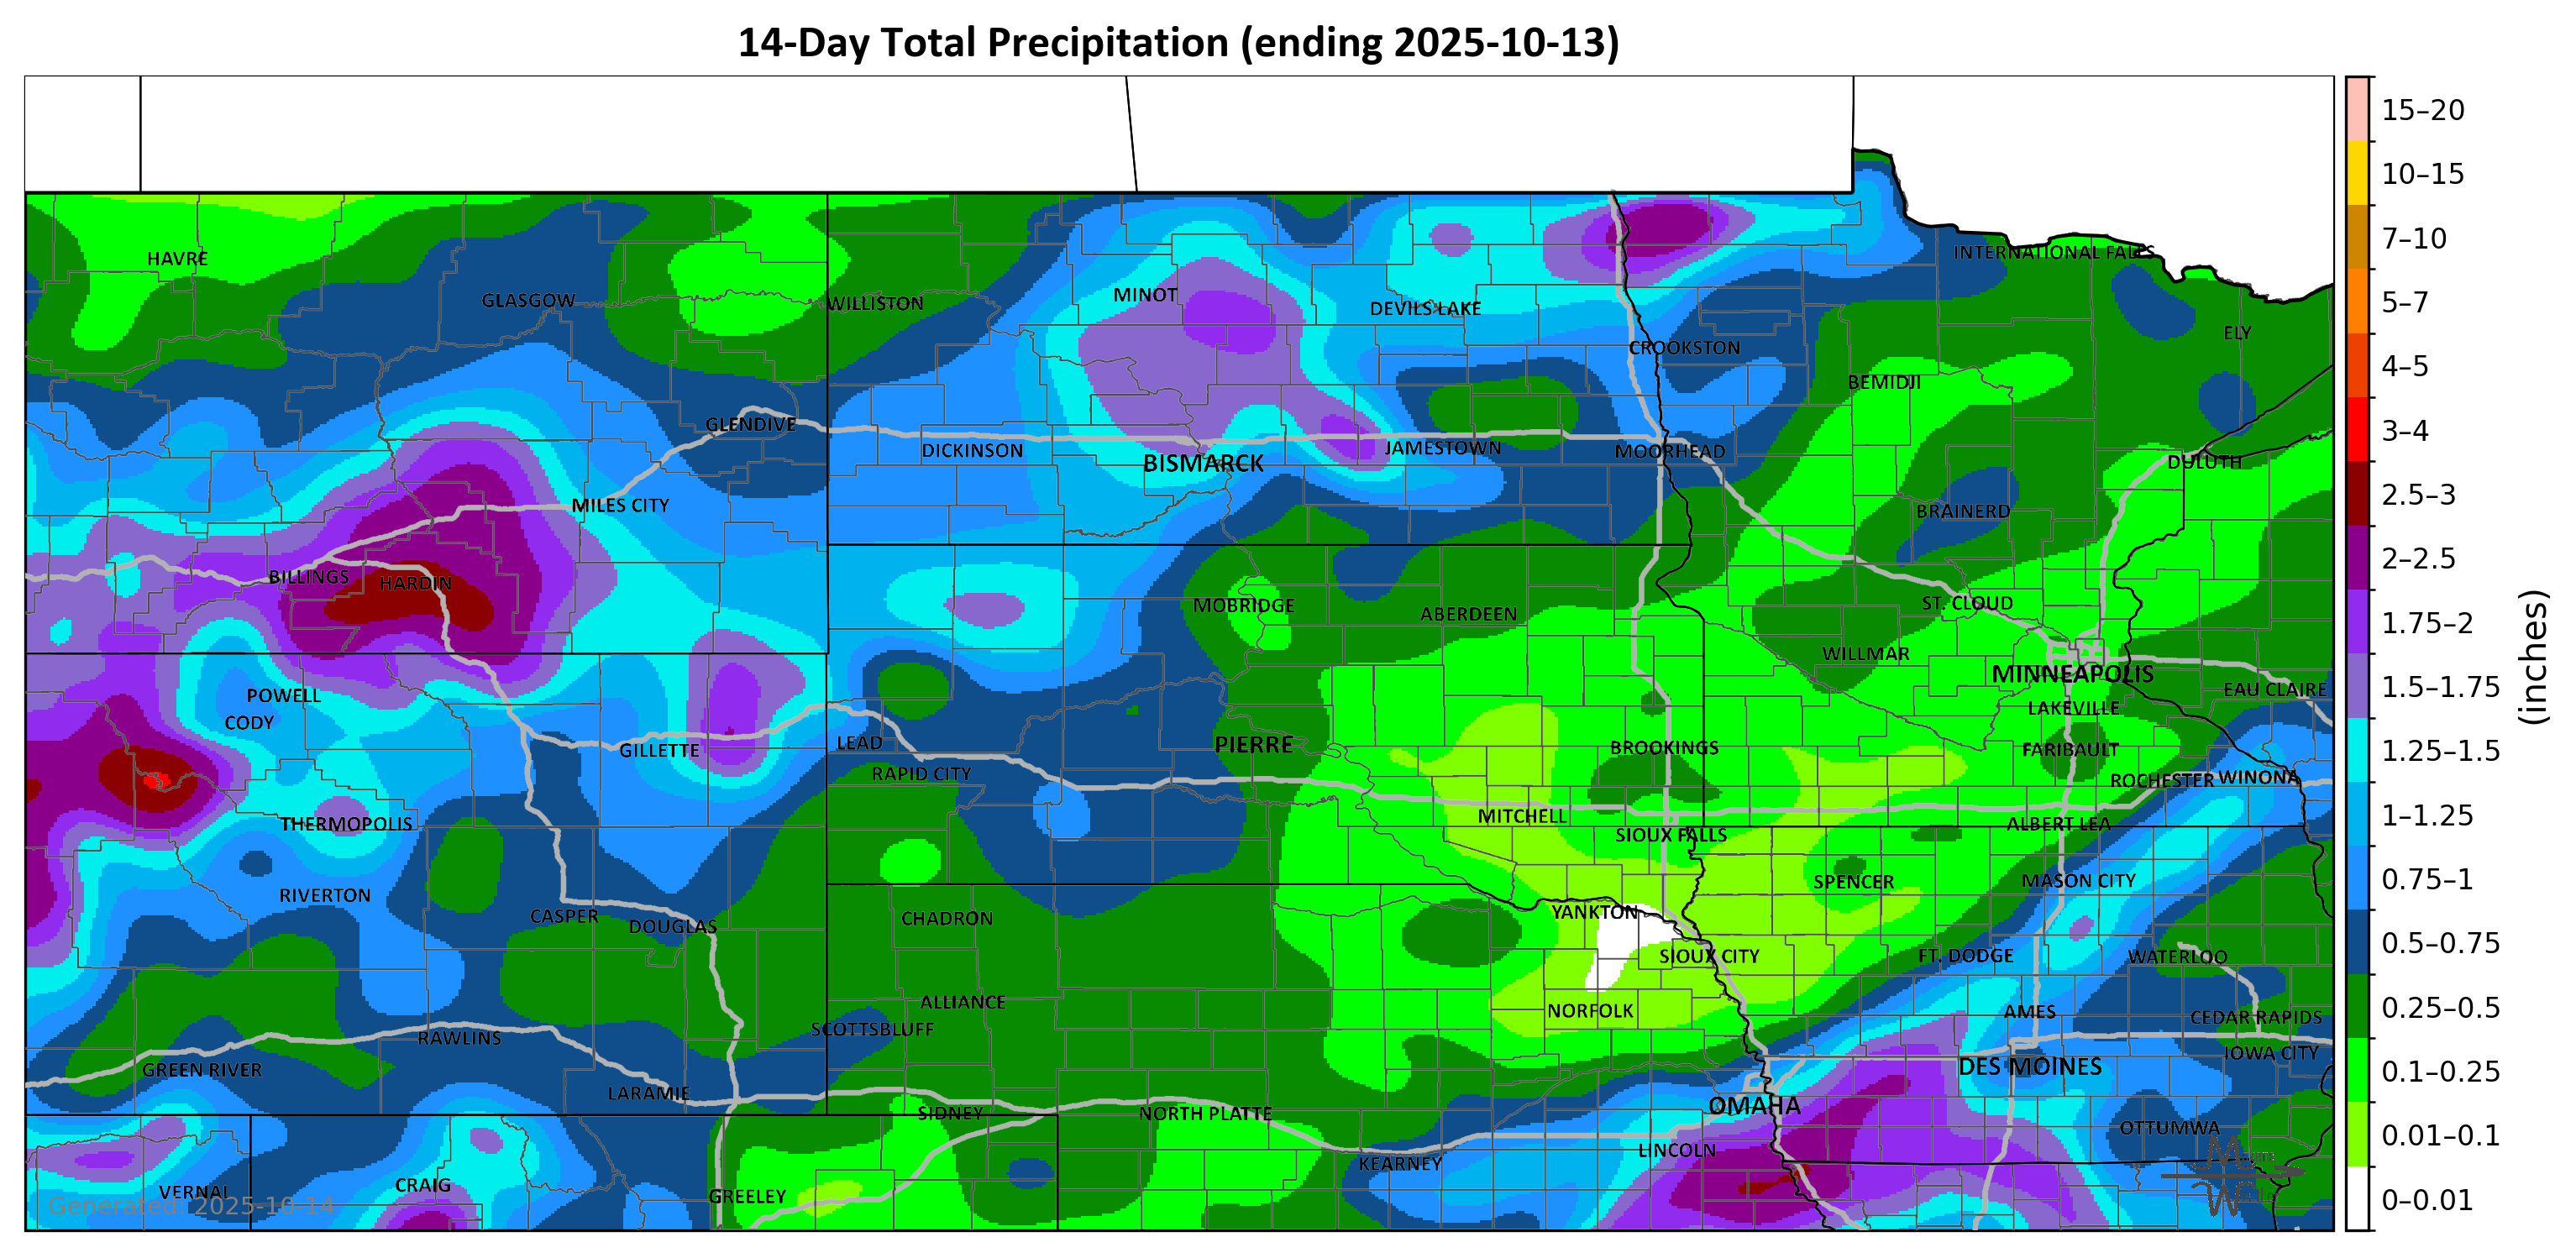 14-Day Total Precipitation (ending 2025-10-13)
15–20
10–15
7–10
5–7
4–5
3–4
2.5–3
2–2.5
1.75–2
1.5–1.75
1.25–1.5
1–1.25
0.75–1
0.5–0.75
0.25–0.5
0.1–0.25
0.01–0.1
0–0.01
(inches)
HAVRE
INTERNATIONAL FALLS
GLASGOW
WILLISTON
MINOT
DEVILS LAKE
ELY
CROOKSTON
BEMIDJI
GLENDIVE
DICKINSON
BISMARCK
JAMESTOWN
MOORHEAD
DULUTH
MILES CITY
BRAINERD
BILLINGS
HARDIN
MOBRIDGE
ABERDEEN
ST. CLOUD
WILLMAR
MINNEAPOLIS
POWELL
EAU CLAIRE
CODY
LAKEVILLE
GILLETTE
LEAD
PIERRE
BROOKINGS
FARIBAULT
RAPID CITY
ROCHESTER
WINONA
THERMOPOLIS
MITCHELL
SIOUX FALLS
ALBERT LEA
RIVERTON
SPENCER
MASON CITY
CASPER
DOUGLAS
CHADRON
YANKTON
SIOUX CITY
FT. DODGE
WATERLOO
ALLIANCE
NORFOLK
AMES
CEDAR RAPIDS
RAWLINS
SCOTTSBLUFF
IOWA CITY
GREEN RIVER
DES MOINES
LARAMIE
SIDNEY
NORTH PLATTE
OMAHA
OTTUMWA
LINCOLN
KEARNEY
VERNAL
CRAIG
GREELEY
Generated: 2025-10-14